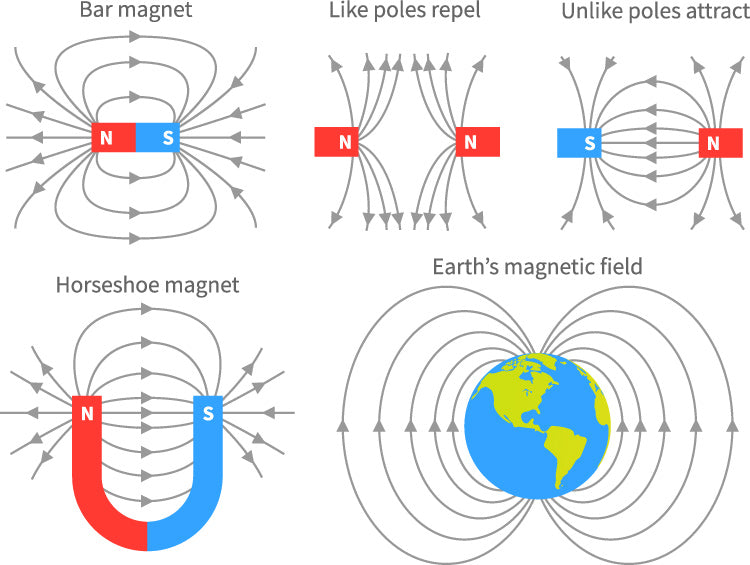 Bar magnet
N S
Like poles repel
N N
Unlike poles attract
S N
Horseshoe magnet
N S
Earth's magnetic field